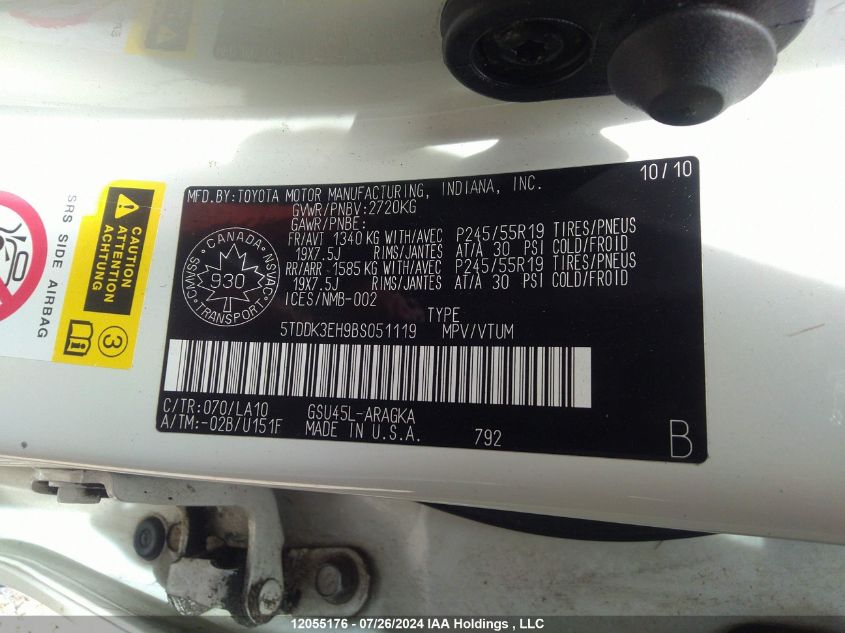 MFD.BY:TOYOTA MOTOR MANUFACTURING, INDIANA, INC.
10/10
GVWR/PNBV:2720KG
GAWR/PNBE:
FR/AVT 1340 KG WITH/AVEC P245/55R19 TIRES/PNEUS
19X7.5J RIMS/JANTES AT/A 30 PSI COLD/FROID
RR/ARR 1585 KG WITH/AVEC P245/55R19 TIRES/PNEUS
19X7.5J RIMS/JANTES AT/A 30 PSI COLD/FROID
ICES/NMB-002
TYPE
5TDDK3EH9BS051119 MPV/VTUM
CANADA
CMVSS NSVAC
930
TRANSPORT
C/TR:070/LA10 GSU45L-ARAGKA
A/TM:-02B/U151F MADE IN U.S.A. 792
B
SRS SIDE AIRBAG
CAUTION
ATTENTION
3
12055176 - 07/26/2024 IAA Holdings , LLC